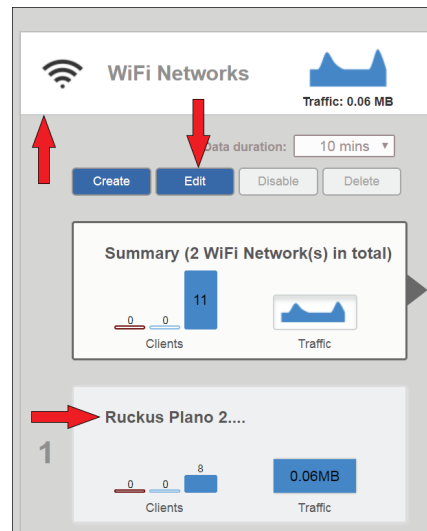 WiFi Networks
Traffic: 0.06 MB
Data duration: 10 mins ▼
Create Edit Disable Delete
Summary (2 WiFi Network(s) in total)
0 0 11
Clients Traffic
Ruckus Plano 2....
1
0 0 8 0.06MB
Clients Traffic